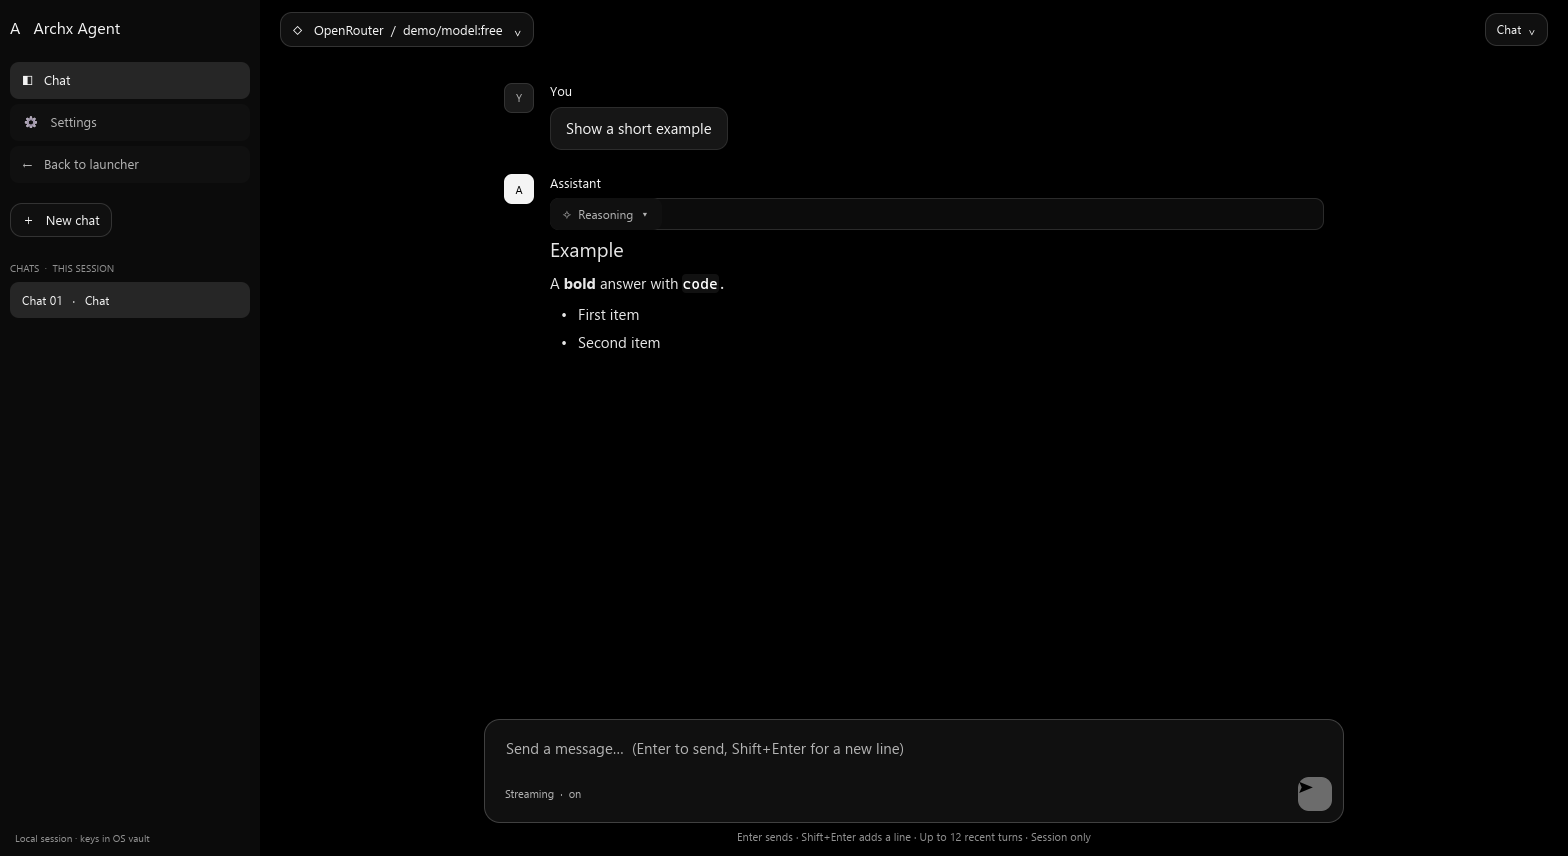 A Archx Agent
Chat
Settings
← Back to launcher
+ New chat
CHATS · THIS SESSION
Chat 01 · Chat
Local session · keys in OS vault
◇ OpenRouter / demo/model:free v
Chat v
Y
You
Show a short example
A
Assistant
✧ Reasoning ▾
Example
A bold answer with code.
• First item
• Second item
Send a message... (Enter to send, Shift+Enter for a new line)
Streaming · on
Enter sends · Shift+Enter adds a line · Up to 12 recent turns · Session only